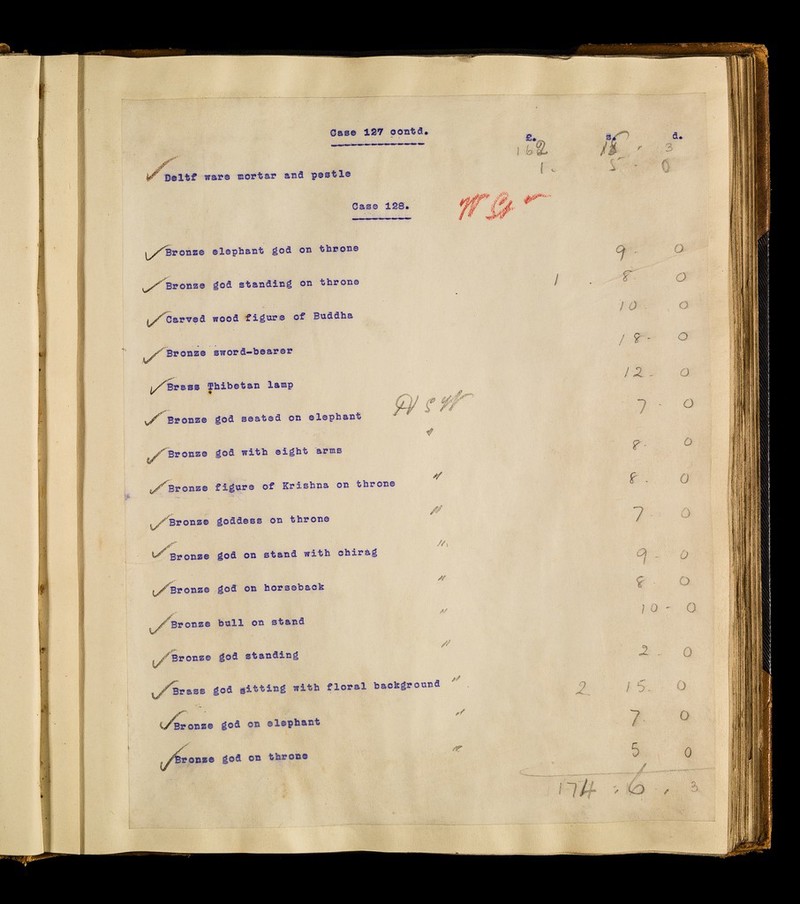 Case 127 contd.
£. s. d.
162 18 . 3
Deltf ware mortar and pestle 1. 5 . 0
Case 128.
Bronze elephant god on throne 9 - 0
Bronze god standing on throne 1 . 8 0
Carved wood figure of Buddha 10 0
Bronze sword-bearer 18 - 0
Brass Thibetan lamp 12 - 0
Bronze god seated on elephant 7 - 0
Bronze god with eight arms " 8 - 0
Bronze figure of Krishna on throne " 8 . 0
Bronze goddess on throne " 7 0
Bronze god on stand with chirag " 9 - 0
Bronze god on horseback " 8 0
Bronze bull on stand " 10 - 0
Bronze god standing " 2 . 0
Brass god sitting with floral background " 2 15. 0
Bronze god on elephant " 7. 0
Bronze god on throne " 5 0
174 : 6 , 3